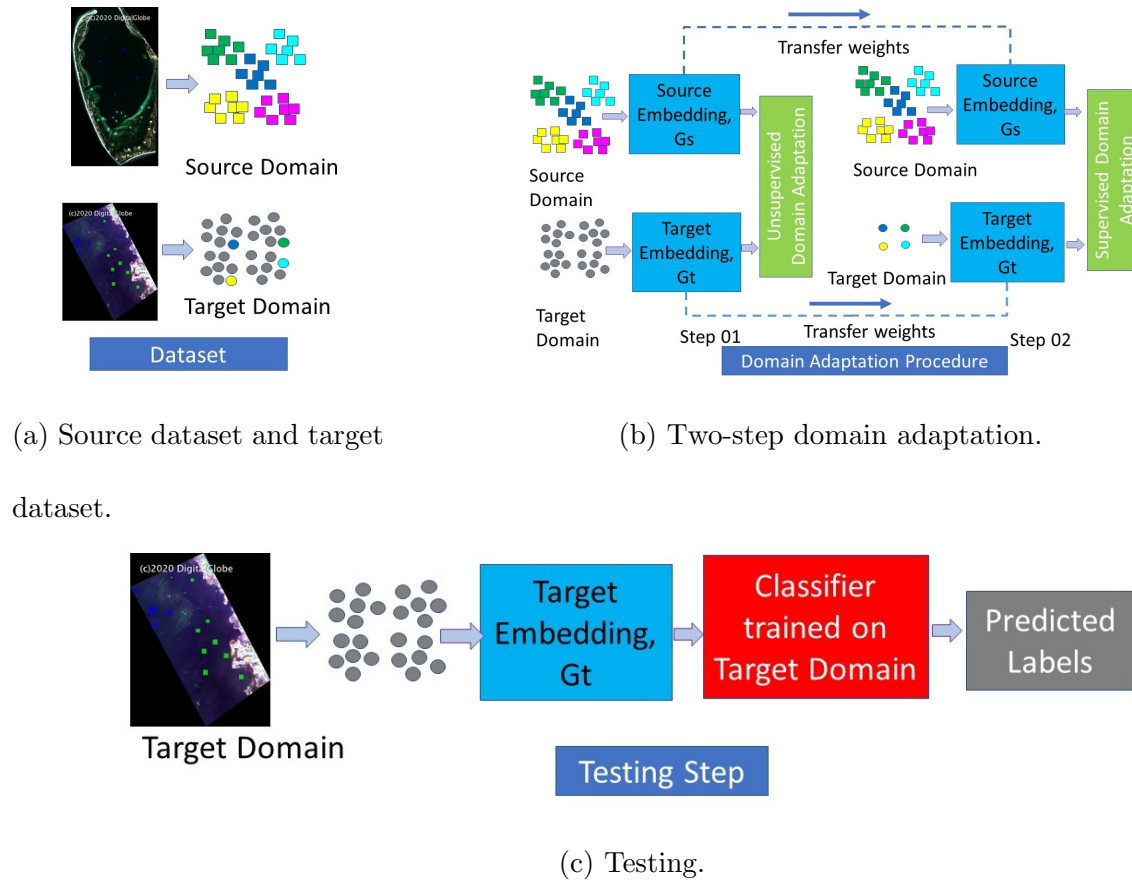 (c)2020 DigitalGlobe
Source Domain
(c)2020 DigitalGlobe
Target Domain
Dataset
Transfer weights
Source
Embedding,
Gs
Source
Domain
Unsupervised
Domain Adaptation
Target
Embedding,
Gt
Target
Domain
Step 01
Source
Embedding,
Gs
Source Domain
Supervised Domain
Adaptation
Target
Embedding,
Gt
Target Domain
Transfer weights
Step 02
Domain Adaptation Procedure
(a) Source dataset and target
dataset.
(b) Two-step domain adaptation.
(c)2020 DigitalGlobe
Target Domain
Target
Embedding,
Gt
Classifier
trained on
Target Domain
Predicted
Labels
Testing Step
(c) Testing.